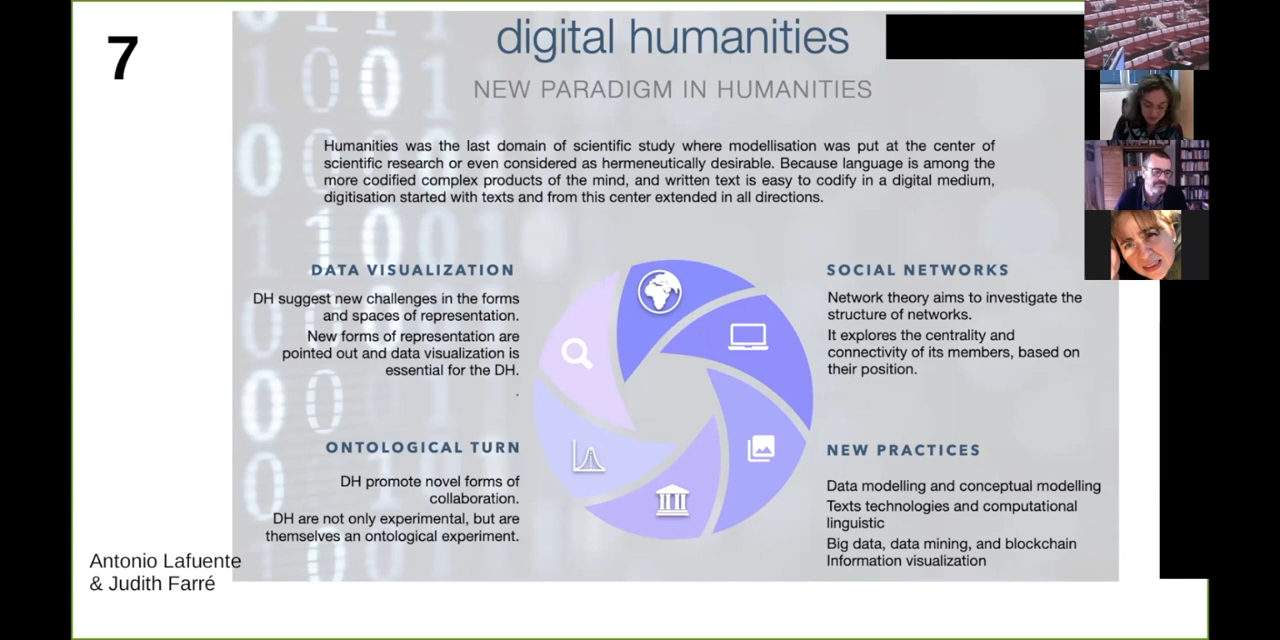 7
digital humanities
NEW PARADIGM IN HUMANITIES
Humanities was the last domain of scientific study where modellisation was put at the center of
scientific research or even considered as hermeneutically desirable. Because language is among the
more codified complex products of the mind, and written text is easy to codify in a digital medium,
digitisation started with texts and from this center extended in all directions.
DATA VISUALIZATION
DH suggest new challenges in the forms
and spaces of representation.
New forms of representation are
pointed out and data visualization is
essential for the DH.
.
SOCIAL NETWORKS
Network theory aims to investigate the
structure of networks.
It explores the centrality and
connectivity of its members, based on
their position.
ONTOLOGICAL TURN
DH promote novel forms of
collaboration.
DH are not only experimental, but are
themselves an ontological experiment.
NEW PRACTICES
Data modelling and conceptual modelling
Texts technologies and computational
linguistic
Big data, data mining, and blockchain
Information visualization
Antonio Lafuente
& Judith Farré